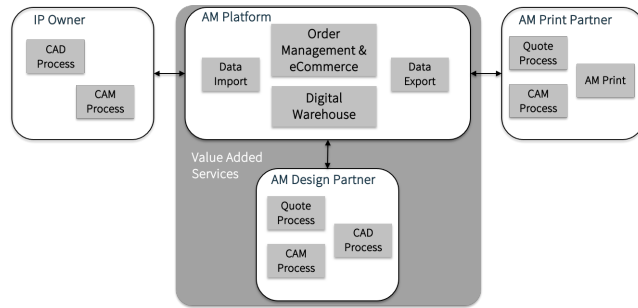 IP Owner
CAD
Process
CAM
Process
AM Platform
Data
Import
Order
Management &
eCommerce
Digital
Warehouse
Data
Export
AM Print Partner
Quote
Process
AM Print
CAM
Process
Value Added
Services
AM Design Partner
Quote
Process
CAD
Process
CAM
Process